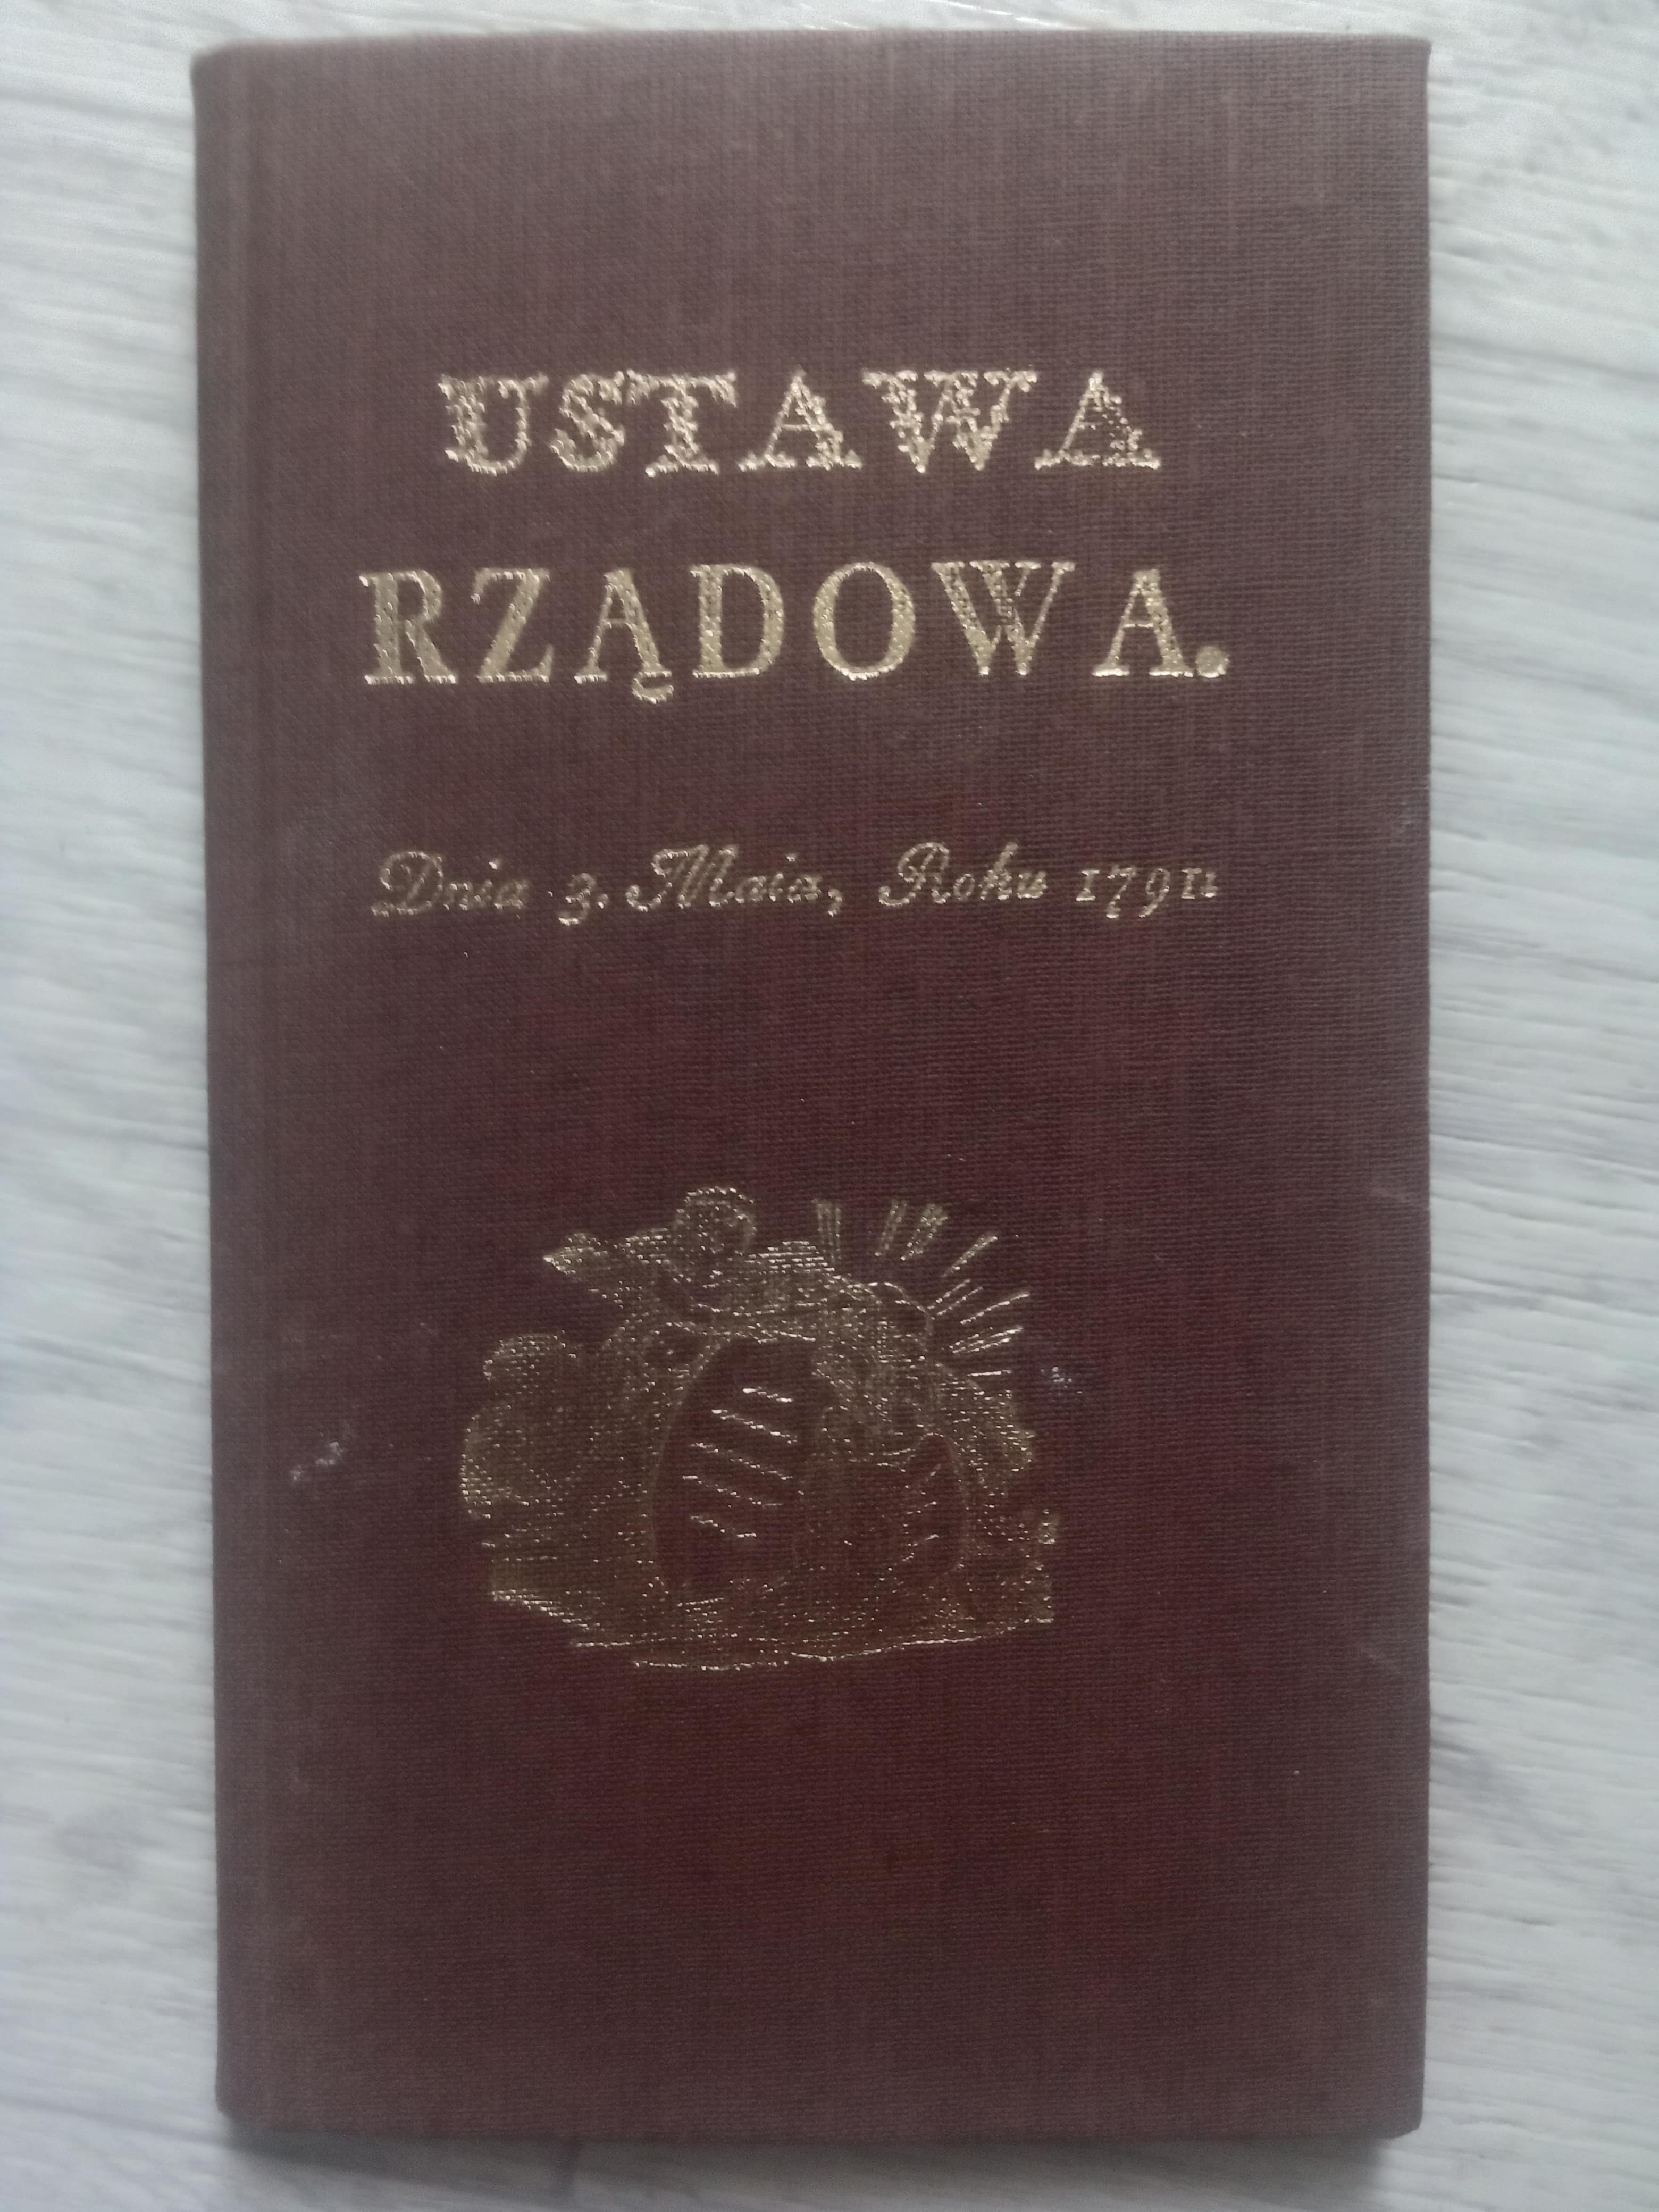 USTAWA
RZĄDOWA.
Dnia 3. Maia, Roku 1791